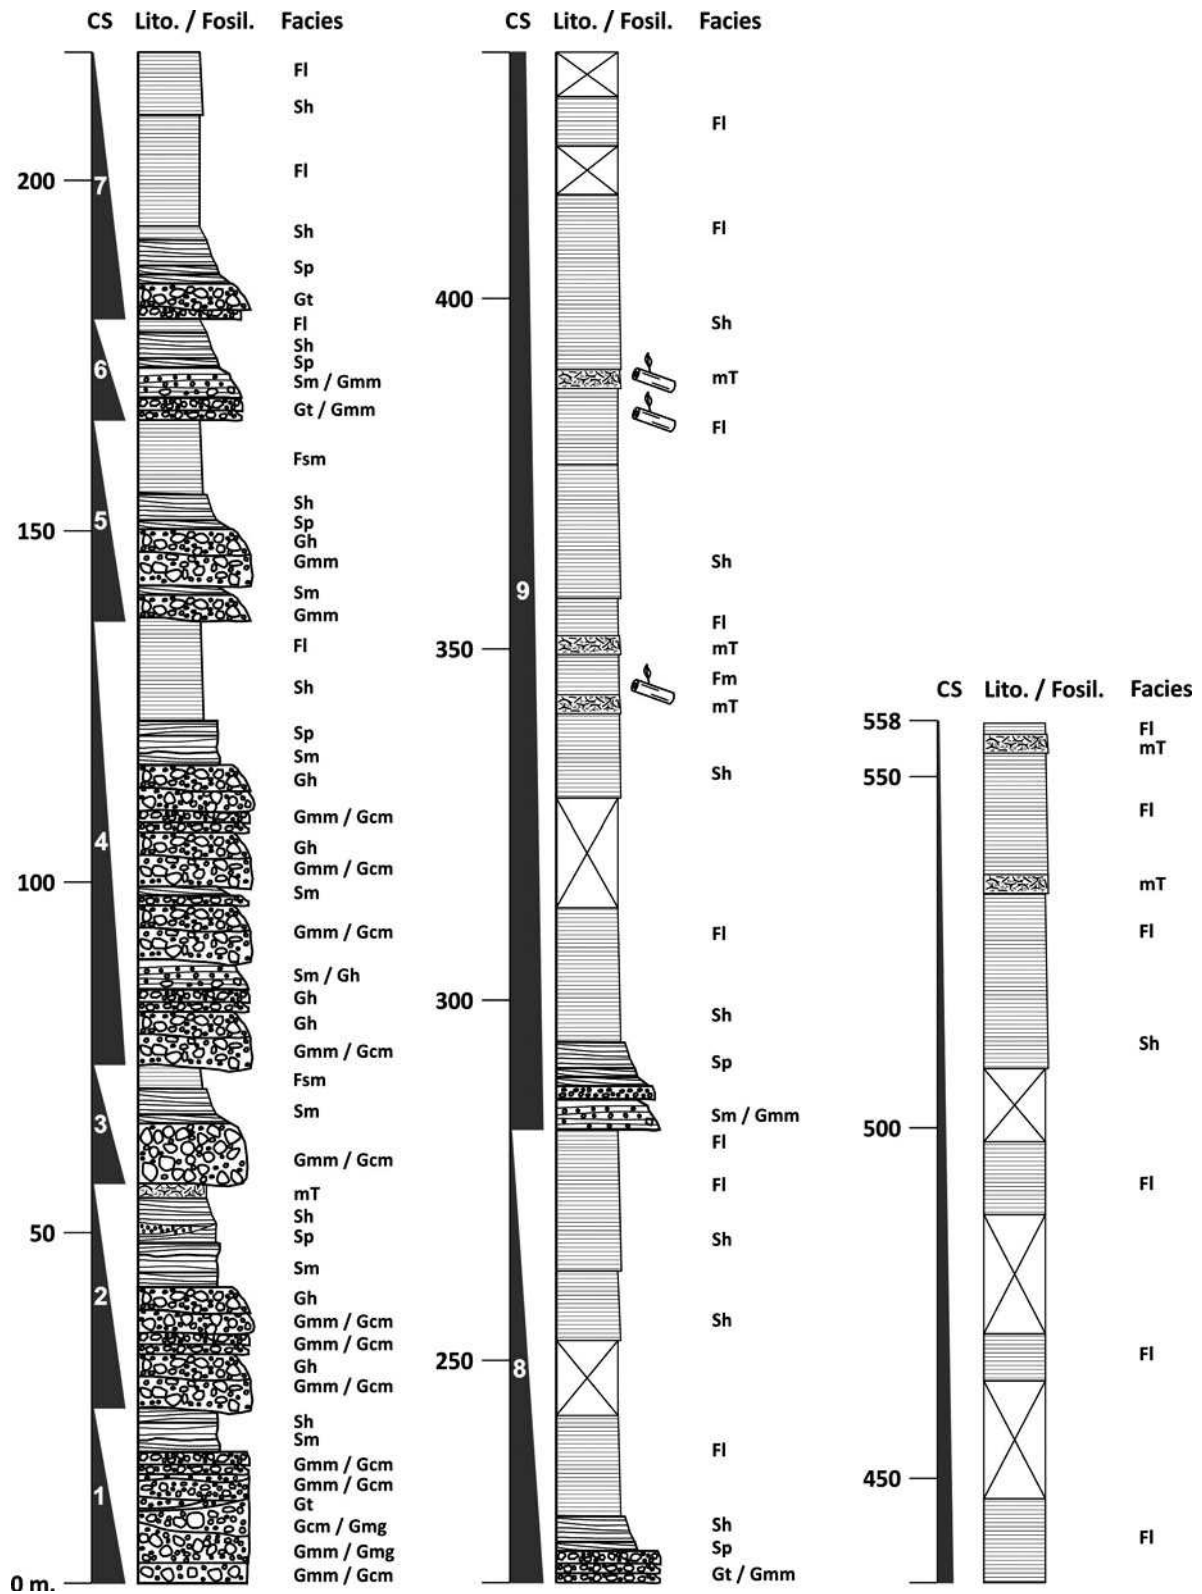 CS Lito. / Fosil. Facies
Fl
Sh
Fl
200
7
Sh
Sp
Gt
Fl
Sh
Sp
6
Sm / Gmm
Gt / Gmm
Fsm
Sh
5
Sp
150
Gh
Gmm
Sm
Gmm
Fl
Sh
Sp
Sm
Gh
Gmm / Gcm
4
Gh
Gmm / Gcm
100
Sm
Gmm / Gcm
Sm / Gh
Gh
Gh
Gmm / Gcm
Fsm
Sm
3
Gmm / Gcm
mT
Sh
50
Sp
Sm
2
Gh
Gmm / Gcm
Gmm / Gcm
Gh
Gmm / Gcm
Sh
Sm
Gmm / Gcm
Gmm / Gcm
1
Gt
Gcm / Gmg
Gmm / Gmg
Gmm / Gcm
0 m.
CS Lito. / Fosil. Facies
Fl
Fl
400
Sh
mT
Fl
Sh
9
Fl
350
mT
Fm
mT
Sh
Fl
300
Sh
Sp
Sm / Gmm
Fl
Fl
Sh
Sh
250
8
Fl
Sh
Sp
Gt / Gmm
CS Lito. / Fosil. Facies
558
Fl
mT
550
Fl
mT
Fl
Sh
500
Fl
Fl
450
Fl